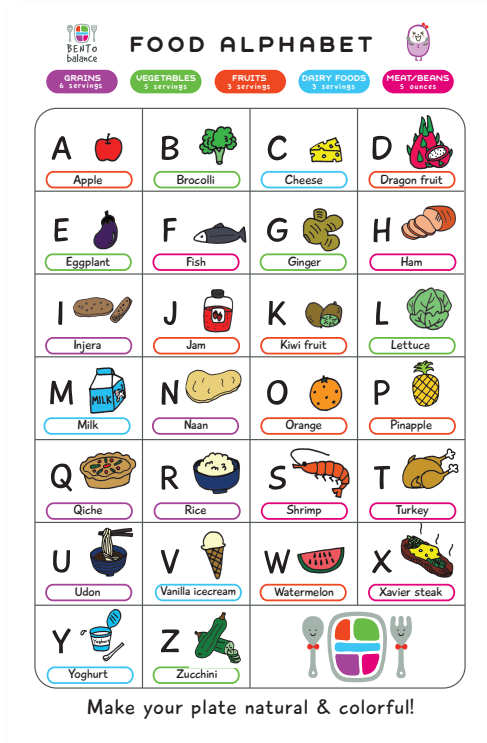 BENTO
balance
FOOD ALPHABET
GRAINS
6 servings
VEGETABLES
5 servings
FRUITS
3 servings
DAIRY FOODS
3 servings
MEAT/BEANS
5 ounces
A
Apple
B
Brocolli
C
Cheese
D
Dragon fruit
E
Eggplant
F
Fish
G
Ginger
H
Ham
I
Injera
J
Jam
K
Kiwi fruit
L
Lettuce
M
MILK
Milk
N
Naan
O
Orange
P
Pinapple
Q
Qiche
R
Rice
S
Shrimp
T
Turkey
U
Udon
V
Vanilla icecream
W
Watermelon
X
Xavier steak
Y
Yoghurt
Yoghurt
Z
Zucchini
Make your plate natural & colorful!